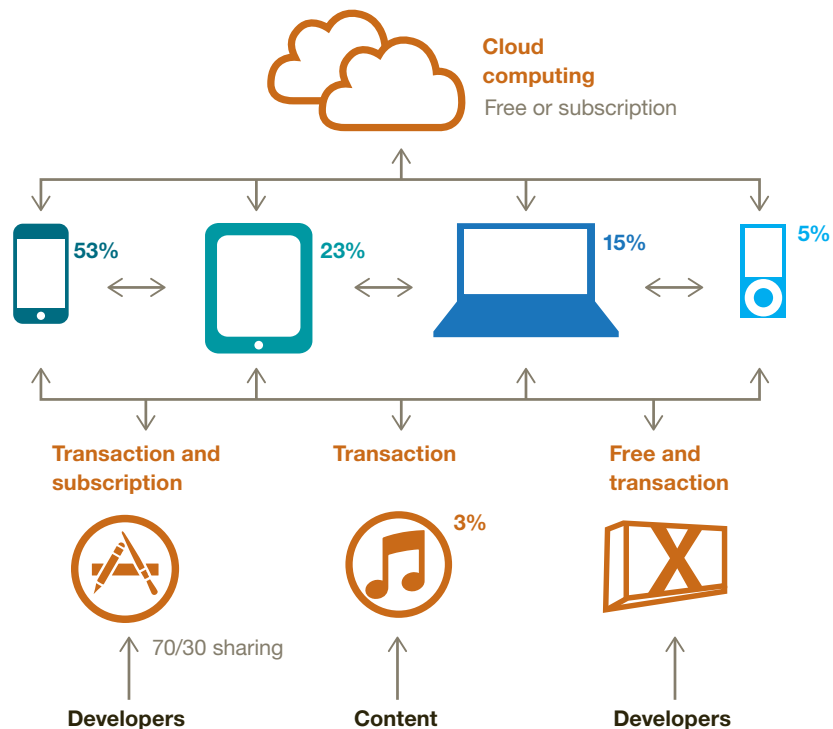 Cloud
computing
Free or subscription
53%
23%
15%
5%
Transaction and
subscription
Transaction
Free and
transaction
3%
X
70/30 sharing
Developers
Content
Developers